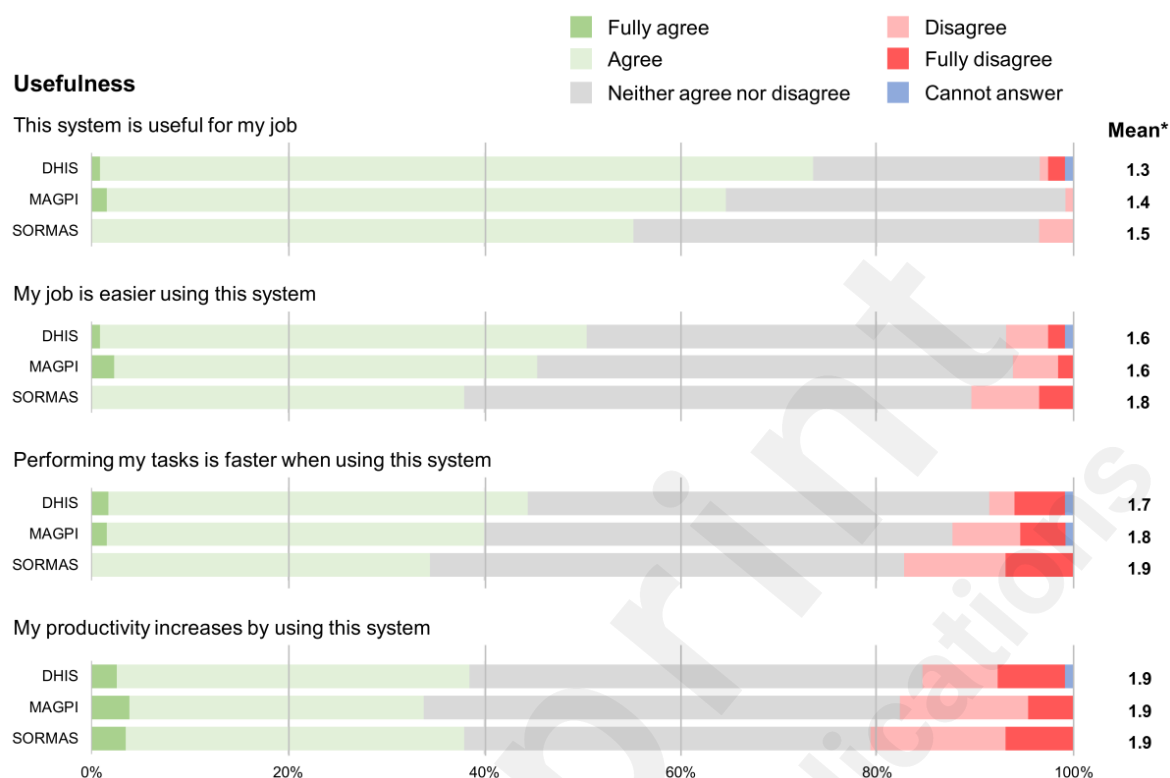 Fully agree
Disagree
Agree
Fully disagree
Usefulness
Neither agree nor disagree
Cannot answer
This system is useful for my job
Mean*
DHIS
1.3
MAGPI
1.4
SORMAS
1.5
My job is easier using this system
DHIS
1.6
MAGPI
1.6
SORMAS
1.8
Performing my tasks is faster when using this system
DHIS
1.7
MAGPI
1.8
SORMAS
1.9
My productivity increases by using this system
DHIS
1.9
MAGPI
1.9
SORMAS
1.9
0%
20%
40%
60%
80%
100%